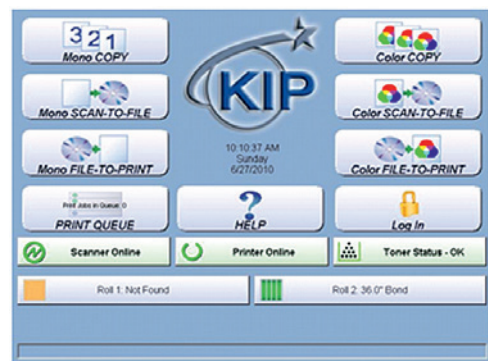 3 2 1
Mono COPY
Color COPY
KIP
Mono SCAN-TO-FILE
Color SCAN-TO-FILE
10:10:37 AM
Sunday
6/27/2010
Mono FILE-TO-PRINT
Color FILE-TO-PRINT
Print Jobs in Queue: 0
PRINT QUEUE
HELP
Log In
Scanner Online
Printer Online
Toner Status - OK
Roll 1: Not Found
Roll 2: 36.0" Bond